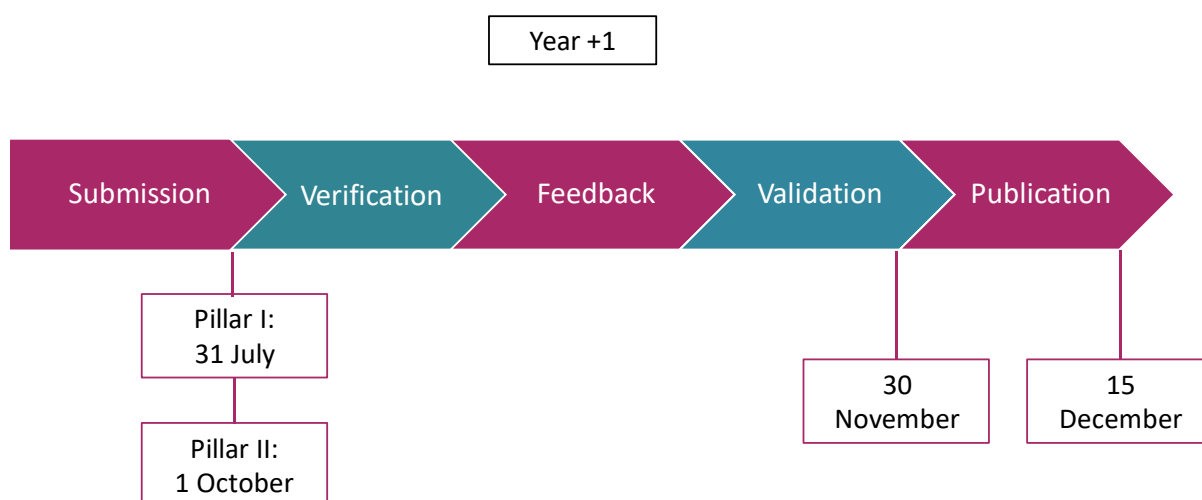 Year +1
Submission
Verification
Feedback
Validation
Publication
Pillar I:
31 July
Pillar II:
1 October
30
November
15
December